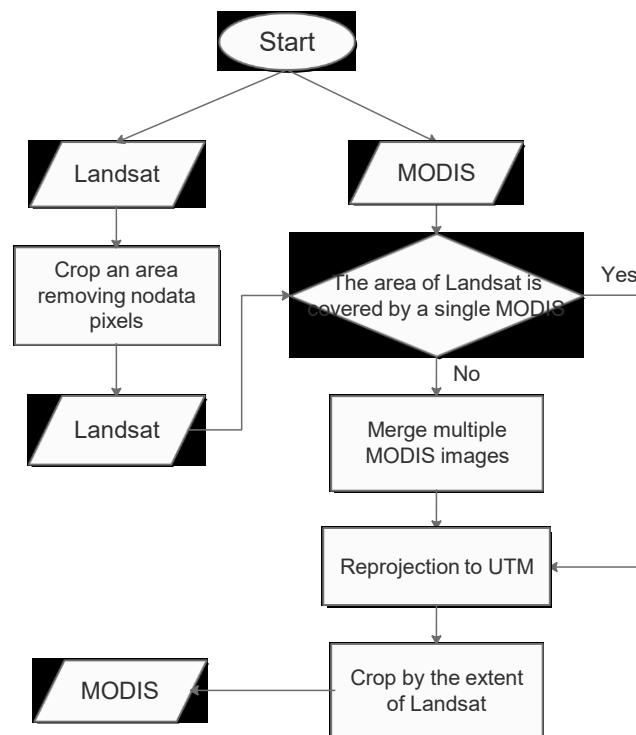 Start
Landsat
MODIS
Crop an area
removing nodata
pixels
The area of Landsat is
covered by a single MODIS
Yes
No
Landsat
Merge multiple
MODIS images
Reprojection to UTM
Crop by the extent
of Landsat
MODIS